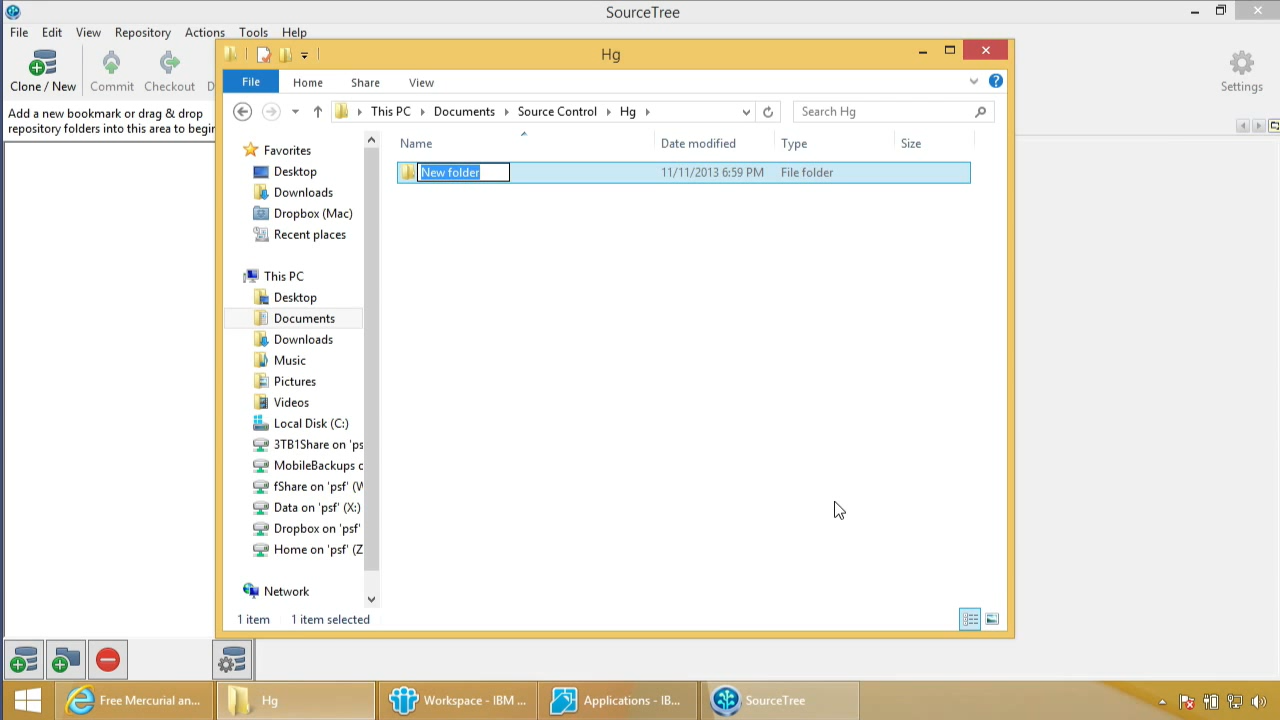 SourceTree
File Edit View Repository Actions Tools Help
Clone / New Commit Checkout D
Settings
Add a new bookmark or drag & drop
repository folders into this area to begin
Hg
File Home Share View
This PC Documents Source Control Hg
Search Hg
Name Date modified Type Size
New folder 11/11/2013 6:59 PM File folder
Favorites
Desktop
Downloads
Dropbox (Mac)
Recent places
This PC
Desktop
Documents
Downloads
Music
Pictures
Videos
Local Disk (C:)
3TB1Share on 'ps
MobileBackups o
fShare on 'psf' (W
Data on 'psf' (X:)
Dropbox on 'psf'
Home on 'psf' (Z
Network
1 item 1 item selected
Free Mercurial an... Hg Workspace - IBM ... Applications - IB... SourceTree